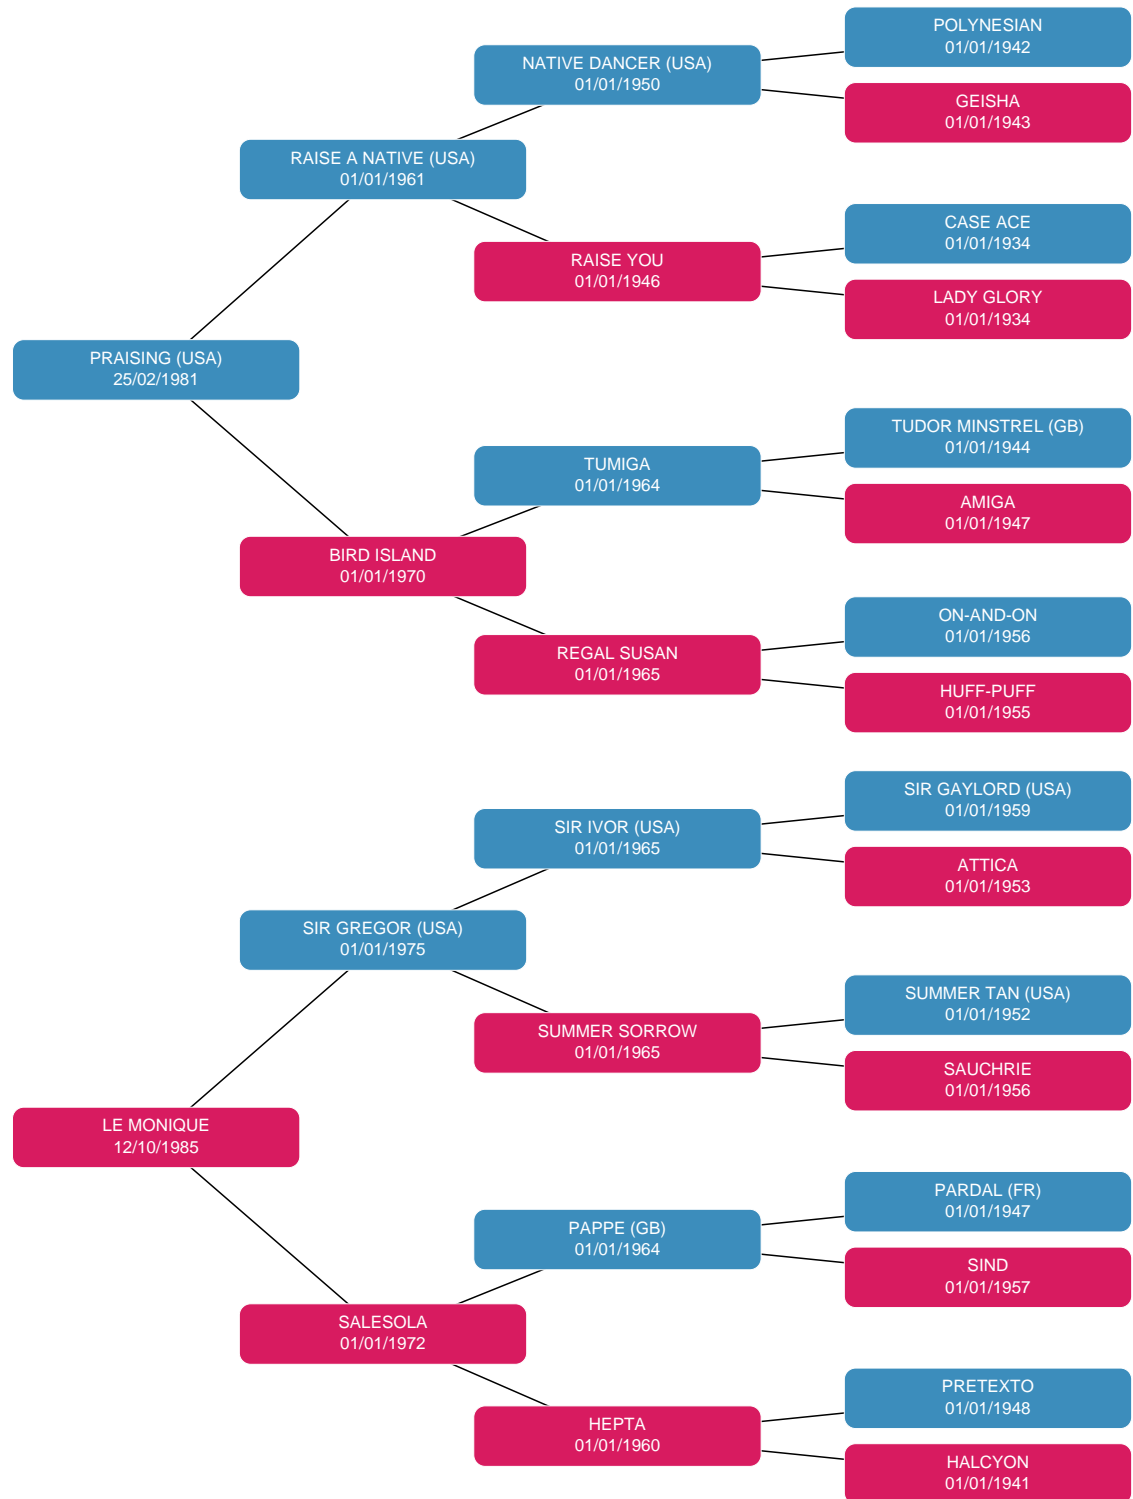 POLYNESIAN
01/01/1942
NATIVE DANCER (USA)
01/01/1950
GEISHA
01/01/1943
RAISE A NATIVE (USA)
01/01/1961
CASE ACE
01/01/1934
RAISE YOU
01/01/1946
LADY GLORY
01/01/1934
PRAISING (USA)
25/02/1981
TUDOR MINSTREL (GB)
01/01/1944
TUMIGA
01/01/1964
AMIGA
01/01/1947
BIRD ISLAND
01/01/1970
ON-AND-ON
01/01/1956
REGAL SUSAN
01/01/1965
HUFF-PUFF
01/01/1955
SIR GAYLORD (USA)
01/01/1959
SIR IVOR (USA)
01/01/1965
ATTICA
01/01/1953
SIR GREGOR (USA)
01/01/1975
SUMMER TAN (USA)
01/01/1952
SUMMER SORROW
01/01/1965
SAUCHRIE
01/01/1956
LE MONIQUE
12/10/1985
PARDAL (FR)
01/01/1947
PAPPE (GB)
01/01/1964
SIND
01/01/1957
SALESOLA
01/01/1972
PRETEXTO
01/01/1948
HEPTA
01/01/1960
HALCYON
01/01/1941